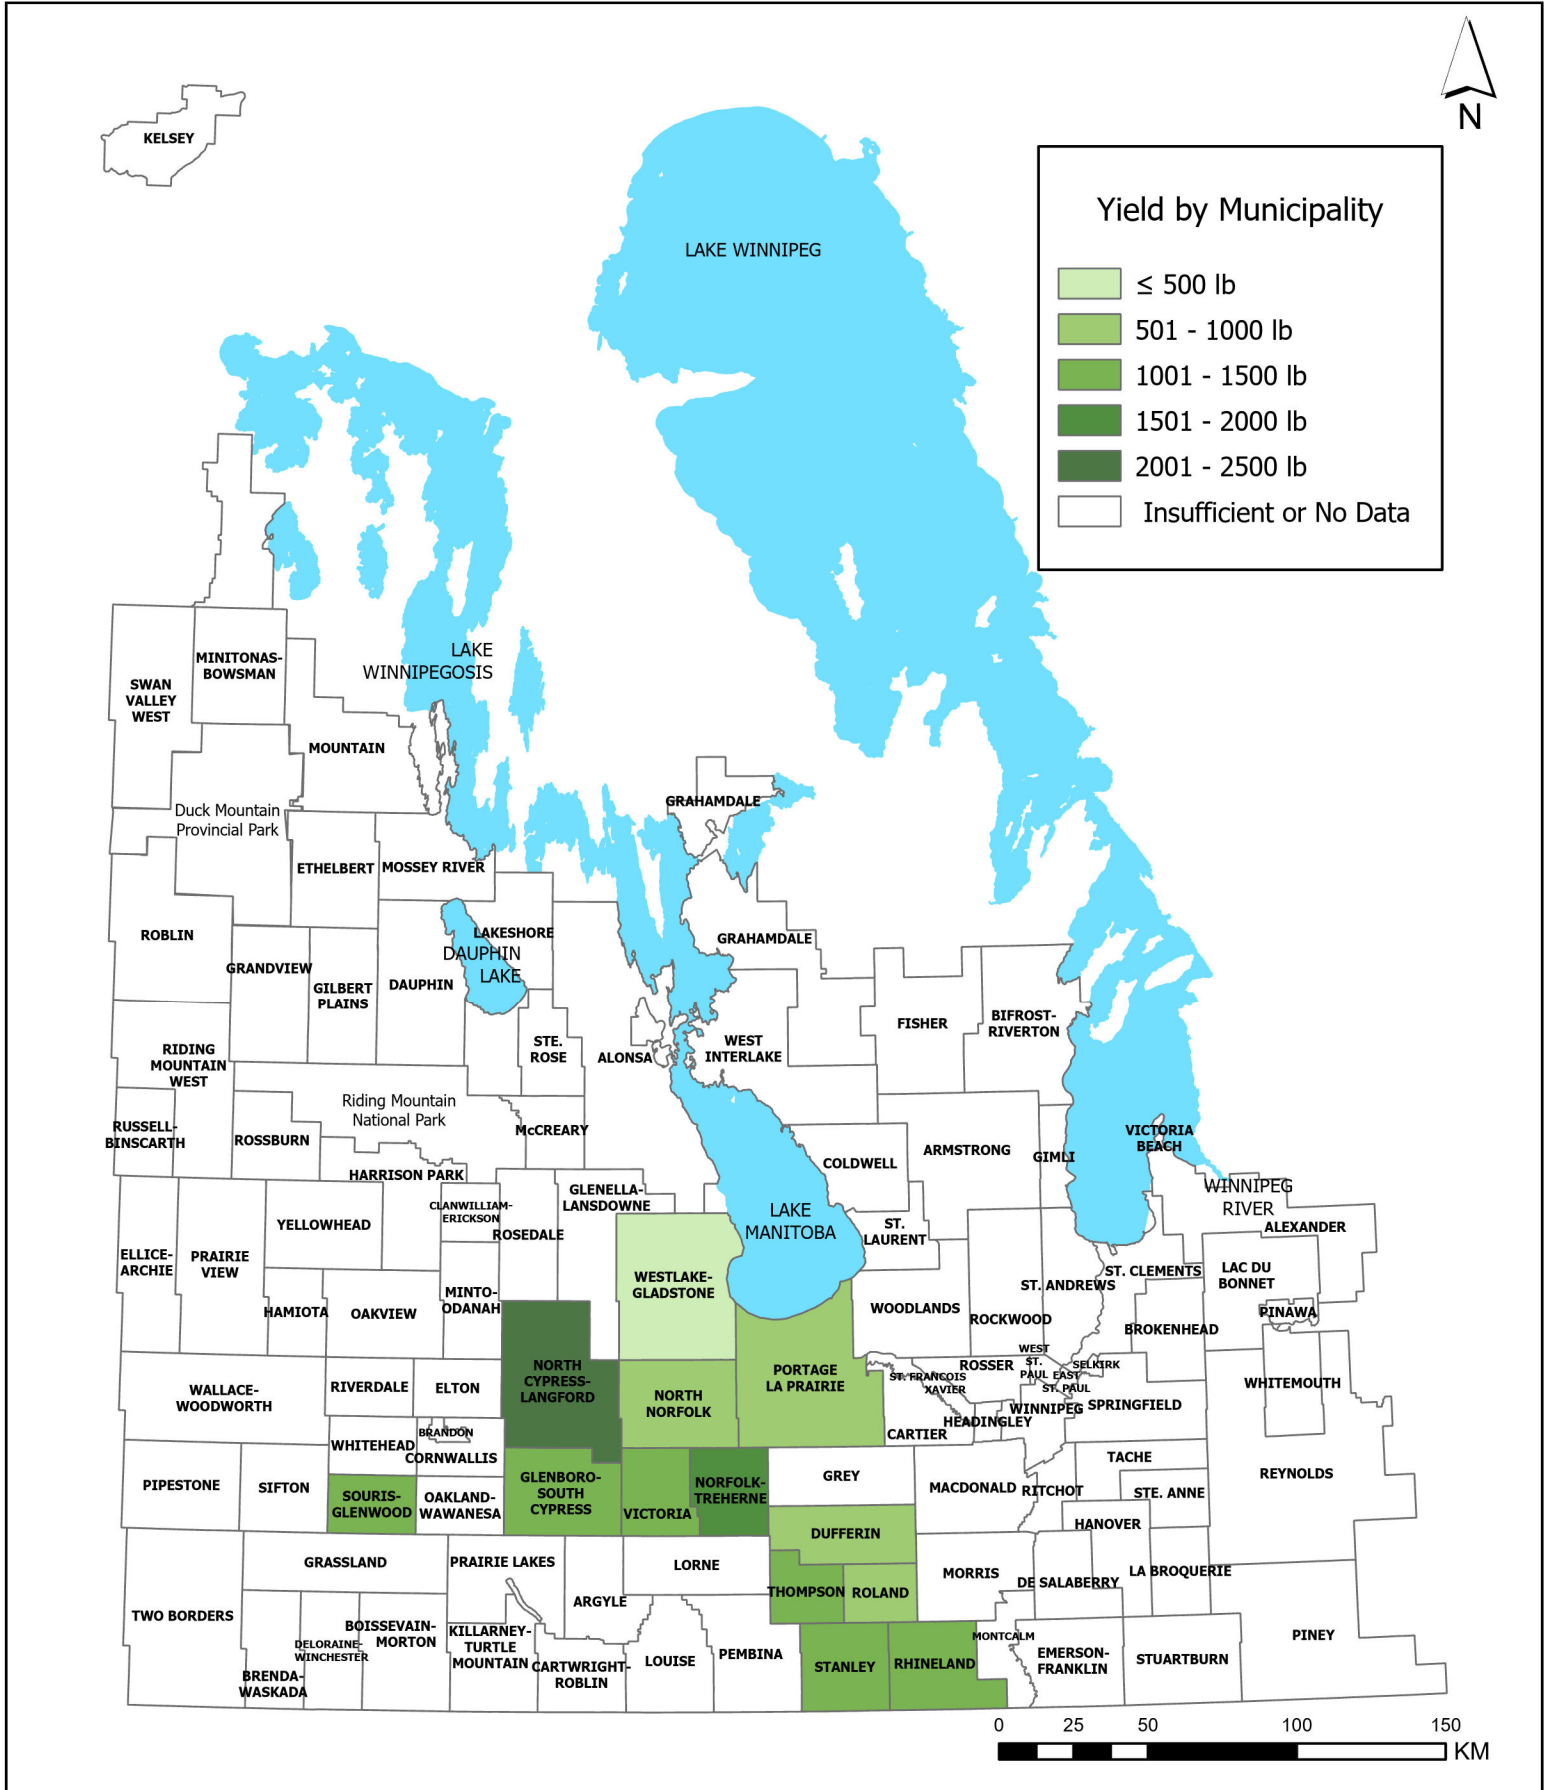 N
KELSEY
LAKE WINNIPEG
Yield by Municipality
≤ 500 lb
501 - 1000 lb
1001 - 1500 lb
1501 - 2000 lb
2001 - 2500 lb
Insufficient or No Data
LAKE
WINNIPEGOSIS
MINITONAS-
BOWSMAN
SWAN
VALLEY
WEST
MOUNTAIN
Duck Mountain
Provincial Park
GRAHAMDALE
ETHELBERT
MOSSEY RIVER
ROBLIN
LAKESHORE
DAUPHIN
LAKE
GRAHAMDALE
GRANDVIEW
GILBERT
PLAINS
DAUPHIN
FISHER
BIFROST-
RIVERTON
STE.
ROSE
ALONSA
WEST
INTERLAKE
RIDING
MOUNTAIN
WEST
Riding Mountain
National Park
RUSSELL-
BINSCARTH
ROSSBURN
McCREARY
VICTORIA
BEACH
ARMSTRONG
GIMLI
COLDWELL
HARRISON PARK
GLENELLA-
LANSDOWNE
WINNIPEG
RIVER
CLANWILLIAM-
ERICKSON
YELLOWHEAD
ROSEDALE
LAKE
MANITOBA
ST.
LAURENT
ALEXANDER
ELLICE-
ARCHIE
PRAIRIE
VIEW
WESTLAKE-
GLADSTONE
ST. ANDREWS
ST. CLEMENTS
LAC DU
BONNET
HAMIOTA
OAKVIEW
MINTO-
ODANAH
WOODLANDS
ROCKWOOD
PINAWA
BROKENHEAD
NORTH
CYPRESS-
LANGFORD
PORTAGE
LA PRAIRIE
ST. FRANCOIS
XAVIER
ROSSER
WEST
ST.
PAUL
EAST
ST. PAUL
SELKIRK
WHITEMOUTH
WALLACE-
WOODWORTH
RIVERDALE
ELTON
NORTH
NORFOLK
HEADINGLEY
WINNIPEG
SPRINGFIELD
CARTIER
WHITEHEAD
BRANDON
CORNWALLIS
TACHE
PIPESTONE
SIFTON
SOURIS-
GLENWOOD
OAKLAND-
WAWANESA
GLENBORO-
SOUTH
CYPRESS
VICTORIA
NORFOLK-
TREHERNE
GREY
MACDONALD
RITCHOT
STE. ANNE
REYNOLDS
HANOVER
DUFFERIN
GRASSLAND
PRAIRIE LAKES
LORNE
MORRIS
DE SALABERRY
LA BROQUERIE
THOMPSON
ROLAND
TWO BORDERS
ARGYLE
BOISSEVAIN-
MORTON
DELORAINE-
WINCHESTER
BRENDA-
WASKADA
KILLARNEY-
TURTLE
MOUNTAIN
CARTWRIGHT-
ROBLIN
LOUISE
PEMBINA
STANLEY
RHINELAND
MONTCALM
EMERSON-
FRANKLIN
STUARTBURN
PINEY
0 25 50 100 150
KM